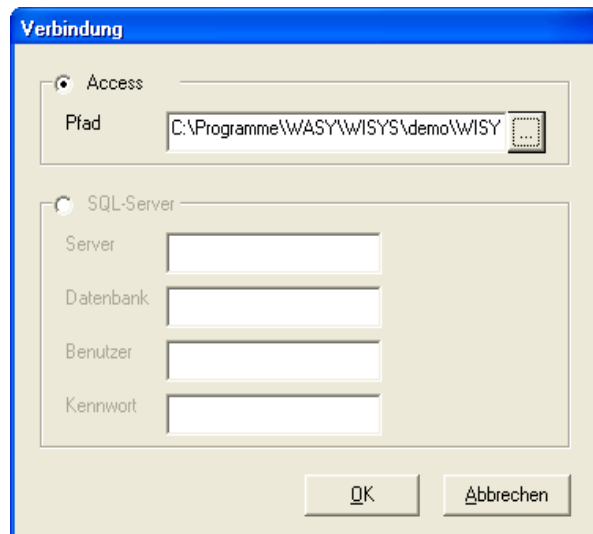 Verbindung
Access
Pfad C:\Programme\WASY\WISYS\demo\WISY ...
SQL-Server
Server
Datenbank
Benutzer
Kennwort
OK Abbrechen